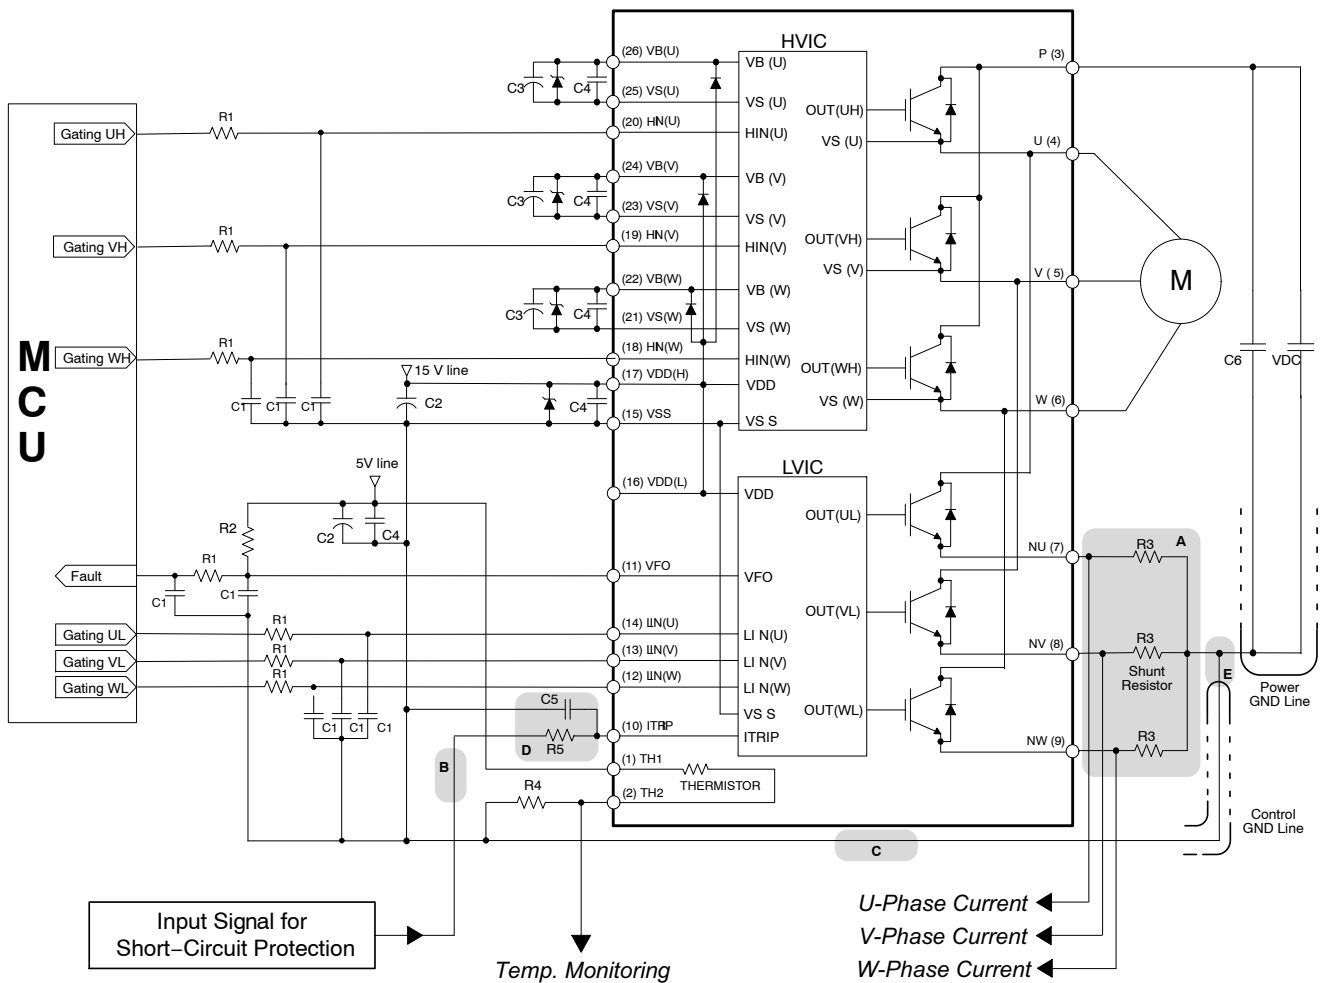 HVIC
(26) VB(U)
VB (U)
P (3)
C3
C4
(25) VS(U)
VS (U)
OUT(UH)
R1
(20) HIN(U)
HIN(U)
VS (U)
U (4)
Gating UH
(24) VB(V)
VB (V)
C3
C4
(23) VS(V)
VS (V)
R1
(19) HIN(V)
HIN(V)
OUT(VH)
Gating VH
VS (V)
V (5)
M
(22) VB(W)
VB (W)
C3
C4
(21) VS(W)
VS (W)
R1
(18) HIN(W)
HIN(W)
OUT(WH)
C6
VDC
Gating WH
15 V line
(17) VDD(H)
VDD
VS (W)
W (6)
C1
C1
C1
C2
C4
(15) VSS
VS S
MCU
5V line
LVIC
(16) VDD(L)
VDD
OUT(UL)
R2
C2
C4
NU (7)
R3
A
R1
(11) VFO
VFO
Fault
C1
C1
OUT(VL)
R1
(14) LIN(U)
LI N(U)
Gating UL
R1
(13) LIN(V)
LI N(V)
NV (8)
R3
Gating VL
Shunt
Resistor
E
R1
(12) LIN(W)
LI N(W)
Gating WL
Power
GND Line
C5
C1
C1
C1
VS S
OUT(WL)
(10) ITRIP
ITRIP
D
R5
NW (9)
R3
B
(1) TH1
THERMISTOR
R4
(2) TH2
Control
GND Line
C
U-Phase Current
Input Signal for
Short−Circuit Protection
V-Phase Current
Temp. Monitoring
W-Phase Current